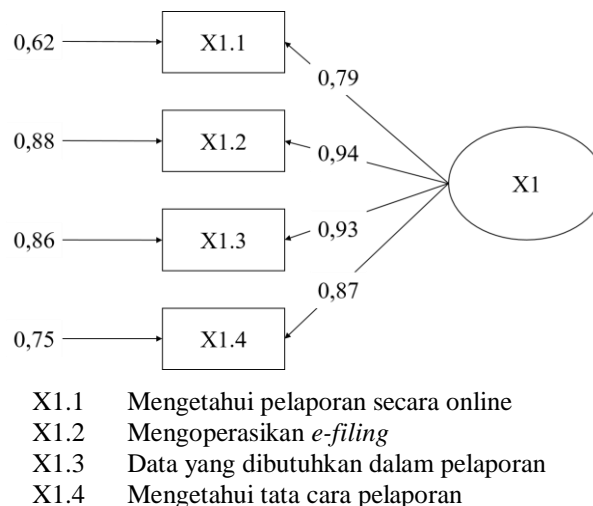 0,62
X1.1
0,79
0,88
X1.2
0,94
X1
0,86
X1.3
0,93
0,87
0,75
X1.4
X1.1 Mengetahui pelaporan secara online
X1.2 Mengoperasikan e-filing
X1.3 Data yang dibutuhkan dalam pelaporan
X1.4 Mengetahui tata cara pelaporan